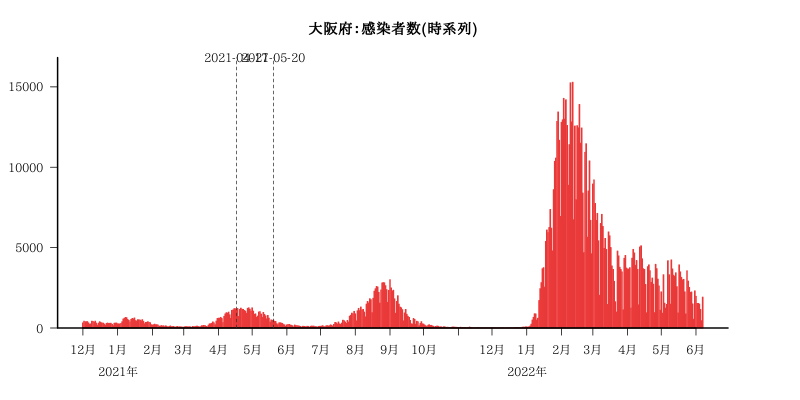 大阪府：感染者数(時系列)
2021-04-17 2021-05-20
15000
10000
5000
0
12月 1月 2月 3月 4月 5月 6月 7月 8月 9月 10月 12月 1月 2月 3月 4月 5月 6月
2021年 2022年